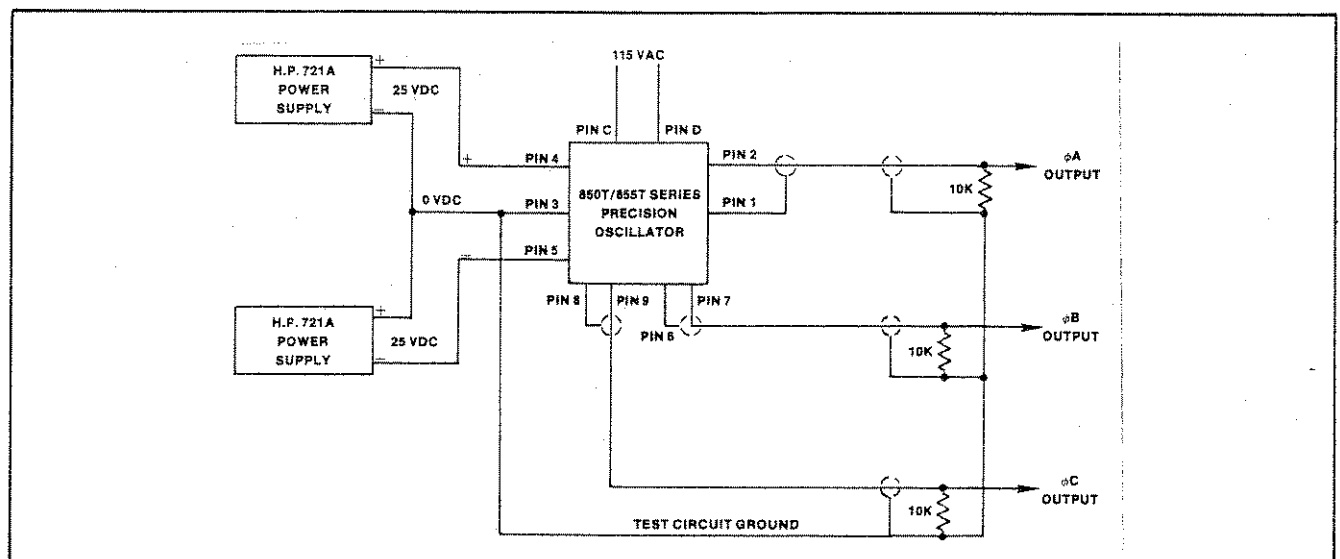 115 VAC
H.P. 721A
POWER
SUPPLY
+
25 VDC
−
PIN C
PIN D
+
PIN 4
PIN 2
φA
OUTPUT
10K
0 VDC
PIN 3
850T/855T SERIES
PRECISION
OSCILLATOR
PIN 1
−
PIN 5
PIN 8
PIN 9
PIN 7
PIN 6
H.P. 721A
POWER
SUPPLY
+
25 VDC
−
φB
OUTPUT
10K
φC
OUTPUT
10K
TEST CIRCUIT GROUND